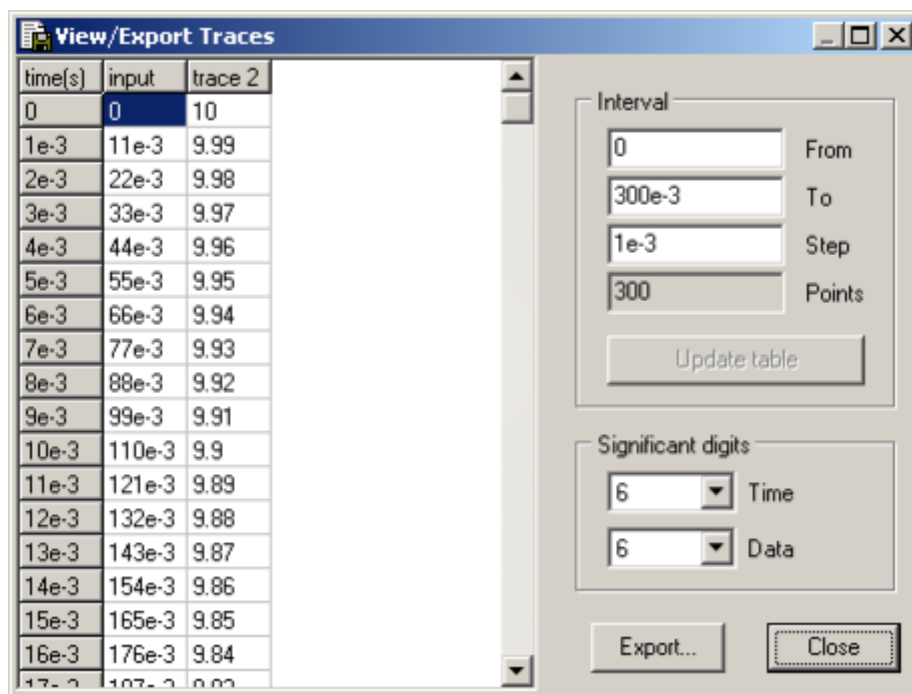 View/Export Traces
time(s) input trace 2
0 0 10
1e-3 11e-3 9.99
2e-3 22e-3 9.98
3e-3 33e-3 9.97
4e-3 44e-3 9.96
5e-3 55e-3 9.95
6e-3 66e-3 9.94
7e-3 77e-3 9.93
8e-3 88e-3 9.92
9e-3 99e-3 9.91
10e-3 110e-3 9.9
11e-3 121e-3 9.89
12e-3 132e-3 9.88
13e-3 143e-3 9.87
14e-3 154e-3 9.86
15e-3 165e-3 9.85
16e-3 176e-3 9.84
Interval
0 From
300e-3 To
1e-3 Step
300 Points
Update table
Significant digits
6 Time
6 Data
Export...
Close